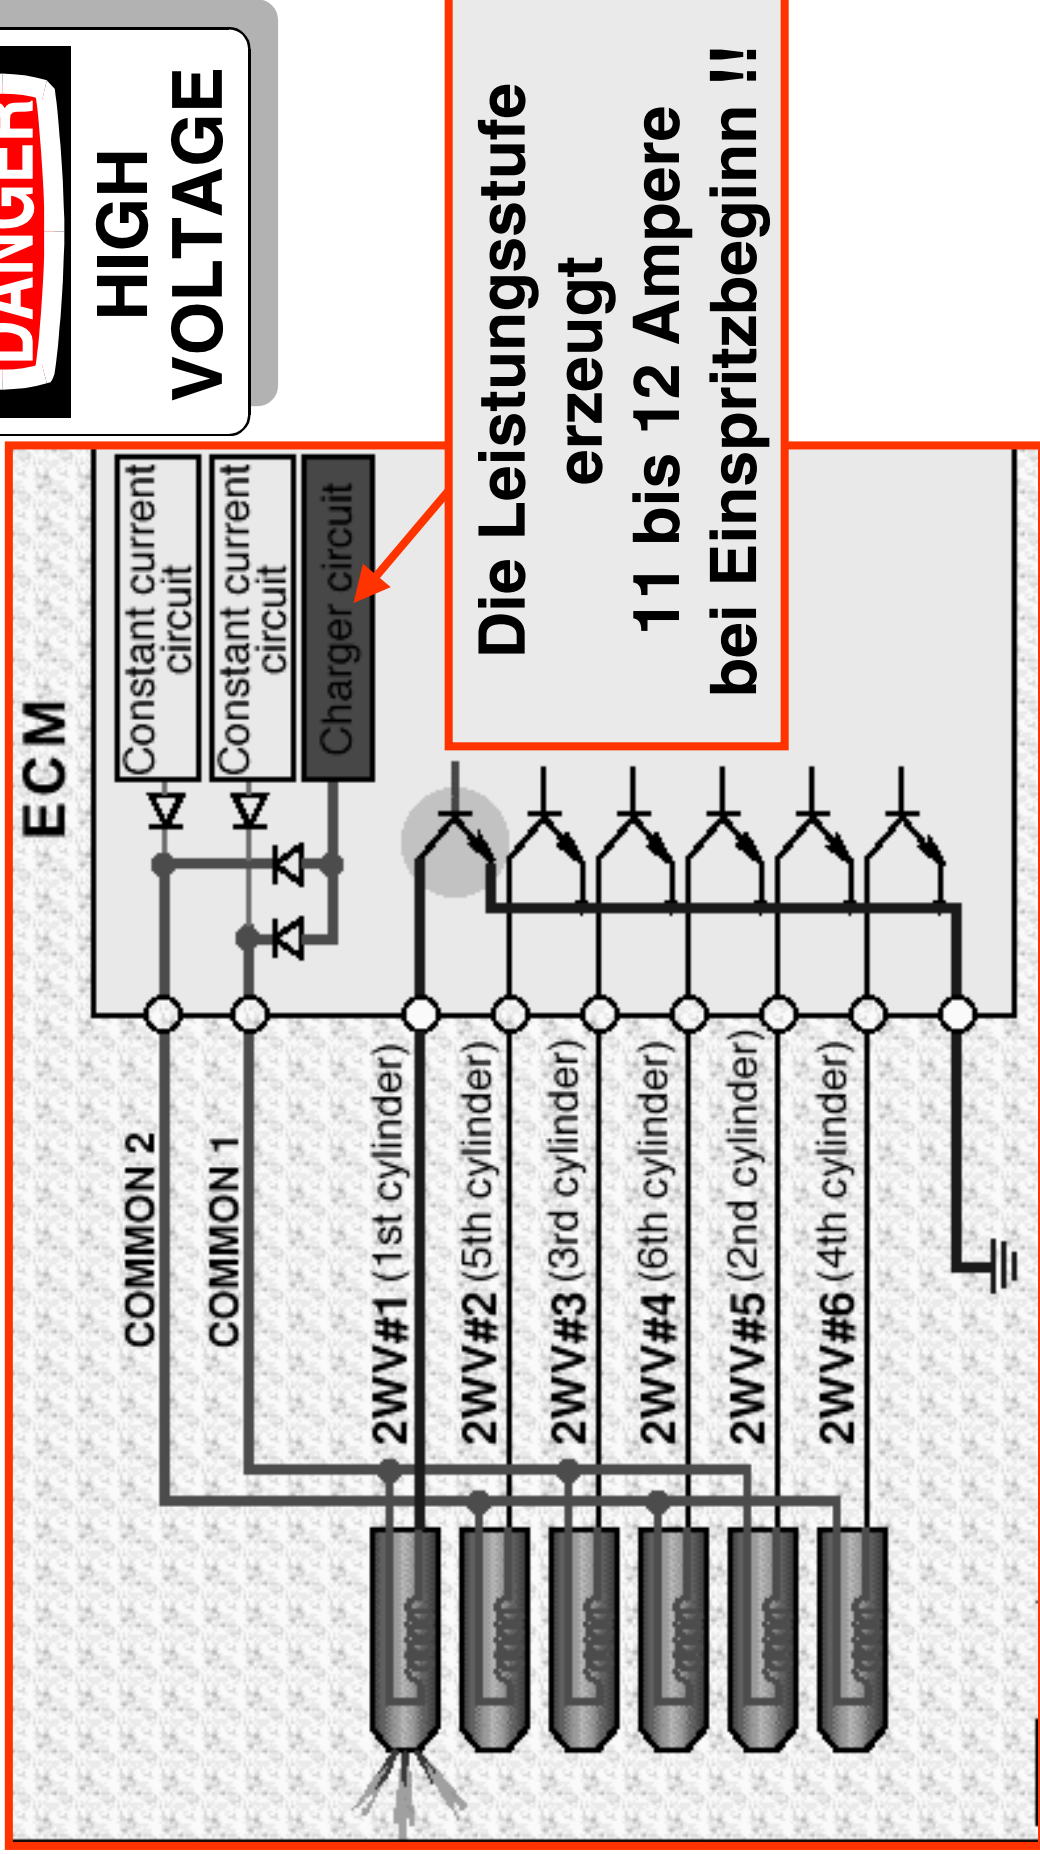 DANGER
HIGH
VOLTAGE
ECM
Constant current
circuit
Constant current
circuit
Charger circuit
Die Leistungsstufe
erzeugt
11 bis 12 Ampere
bei Einspritzbeginn !!
COMMON 2
COMMON 1
2WV#1 (1st cylinder)
2WV#2 (5th cylinder)
2WV#3 (3rd cylinder)
2WV#4 (6th cylinder)
2WV#5 (2nd cylinder)
2WV#6 (4th cylinder)